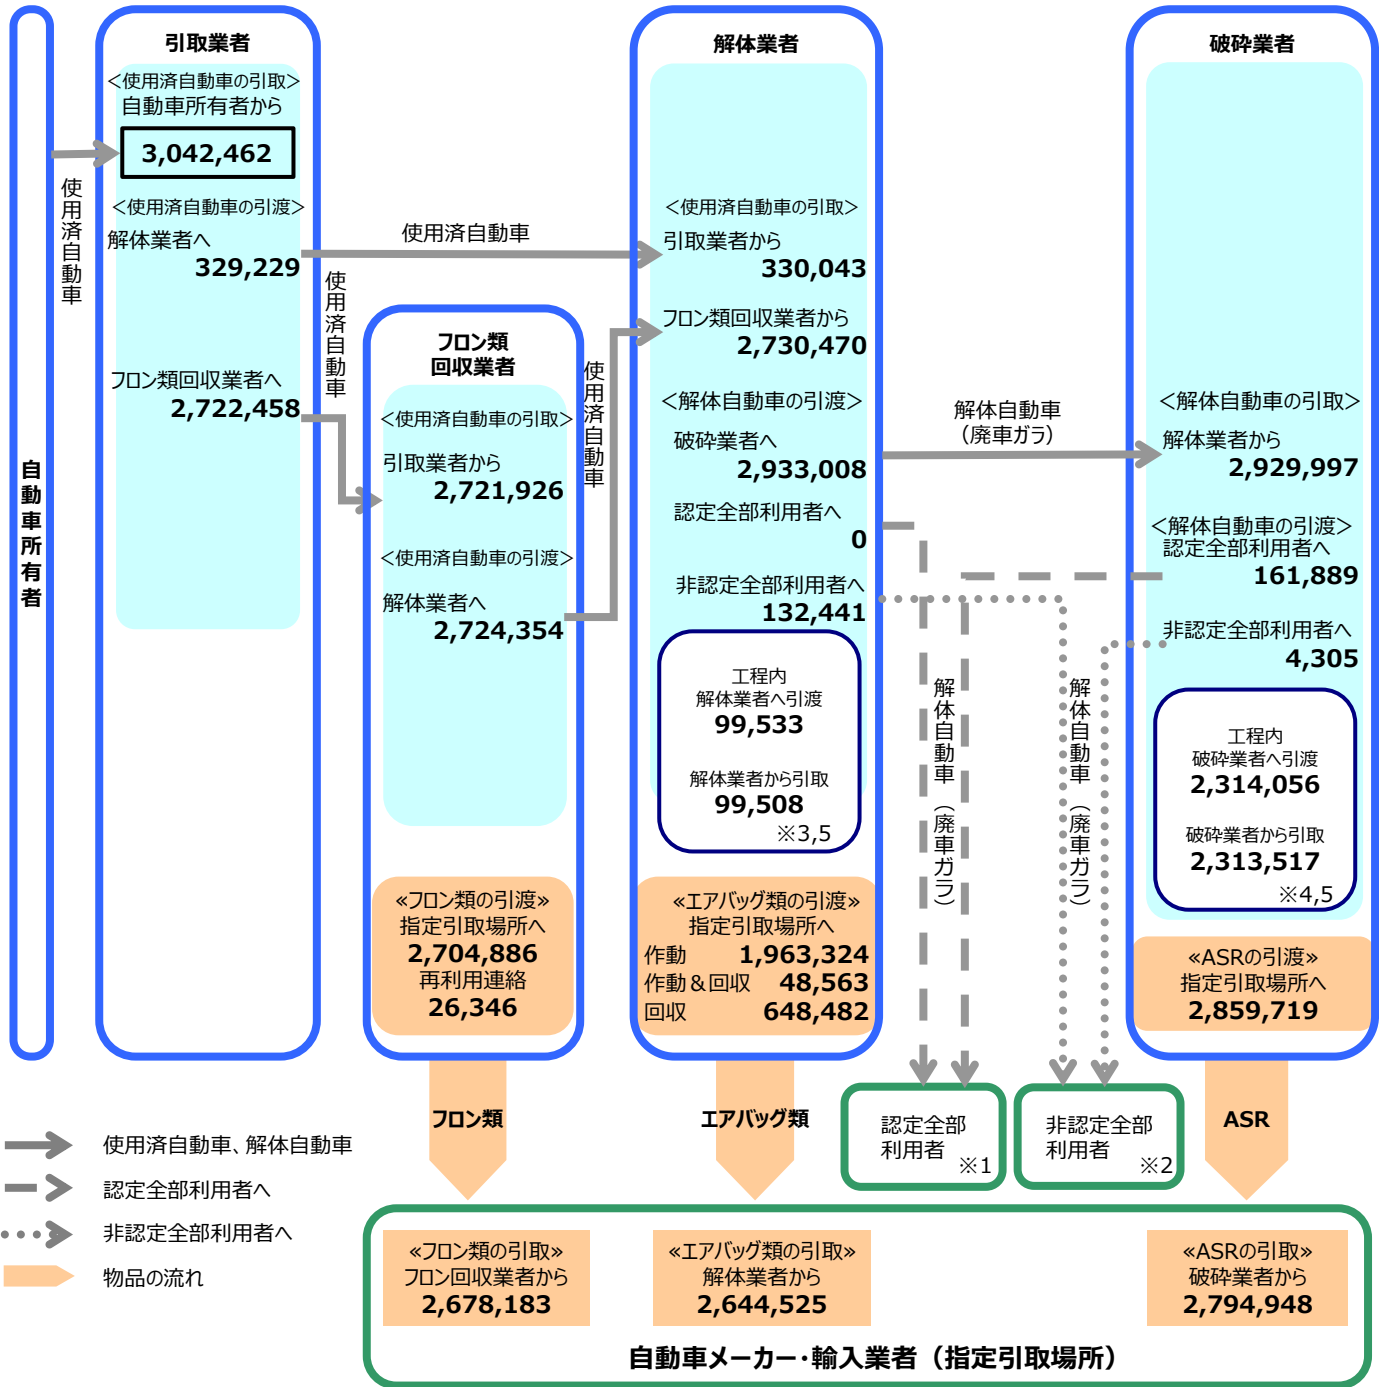 自動車所有者
使用済自動車
引取業者
<使用済自動車の引取>
自動車所有者から
3,042,462
<使用済自動車の引渡>
解体業者へ
329,229
フロン類回収業者へ
2,722,458
使用済自動車
使用済自動車
フロン類
回収業者
<使用済自動車の引取>
引取業者から
2,721,926
<使用済自動車の引渡>
解体業者へ
2,724,354
«フロン類の引渡»
指定引取場所へ
2,704,886
再利用連絡
26,346
使用済自動車
解体業者
<使用済自動車の引取>
引取業者から
330,043
フロン類回収業者から
2,730,470
<解体自動車の引渡>
破砕業者へ
2,933,008
認定全部利用者へ
0
非認定全部利用者へ
132,441
工程内
解体業者へ引渡
99,533
解体業者から引取
99,508
※3,5
«エアバッグ類の引渡»
指定引取場所へ
作動 1,963,324
作動&回収 48,563
回収 648,482
解体自動車
(廃車ガラ)
解体自動車(廃車ガラ)
解体自動車(廃車ガラ)
破砕業者
<解体自動車の引取>
解体業者から
2,929,997
<解体自動車の引渡>
認定全部利用者へ
161,889
非認定全部利用者へ
4,305
工程内
破砕業者へ引渡
2,314,056
破砕業者から引取
2,313,517
※4,5
«ASRの引渡»
指定引取場所へ
2,859,719
フロン類
エアバッグ類
認定全部
利用者 ※1
非認定全部
利用者 ※2
ASR
使用済自動車、解体自動車
認定全部利用者へ
非認定全部利用者へ
物品の流れ
«フロン類の引取»
フロン回収業者から
2,678,183
«エアバッグ類の引取»
解体業者から
2,644,525
«ASRの引取»
破砕業者から
2,794,948
自動車メーカー・輸入業者(指定引取場所)